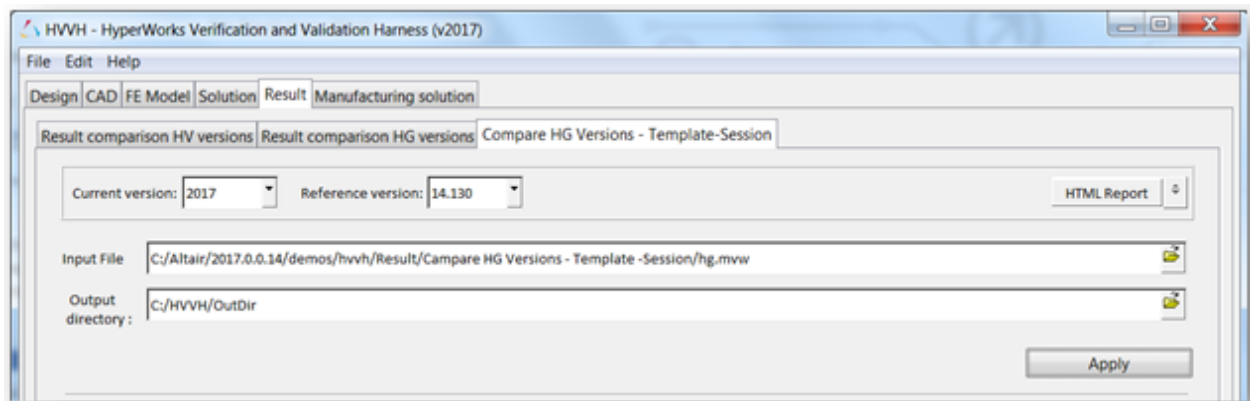 HVVH - HyperWorks Verification and Validation Harness (v2017)
File Edit Help
Design CAD FE Model Solution Result Manufacturing solution
Result comparison HV versions Result comparison HG versions Compare HG Versions - Template-Session
Current version: 2017 Reference version: 14.130 HTML Report
Input File C:/Altair/2017.0.0.14/demos/hvvh/Result/Campare HG Versions - Template -Session/hg.mvw
Output
directory : C:/HVVH/OutDir
Apply